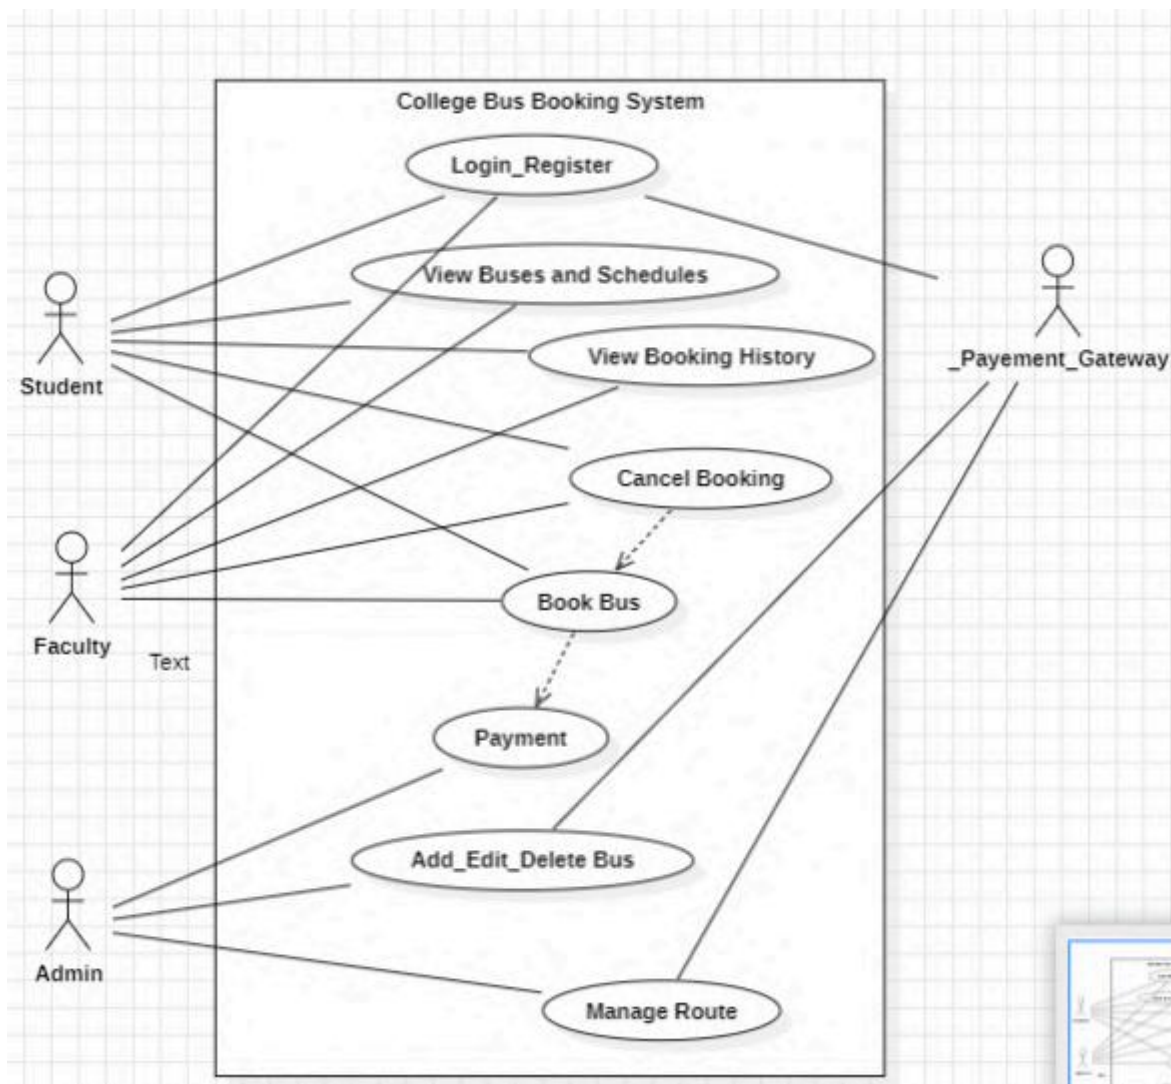 College Bus Booking System
Login_Register
View Buses and Schedules
View Booking History
Student
_Payement_Gateway
Cancel Booking
Book Bus
Faculty
Text
Payment
Add_Edit_Delete Bus
Admin
Manage Route